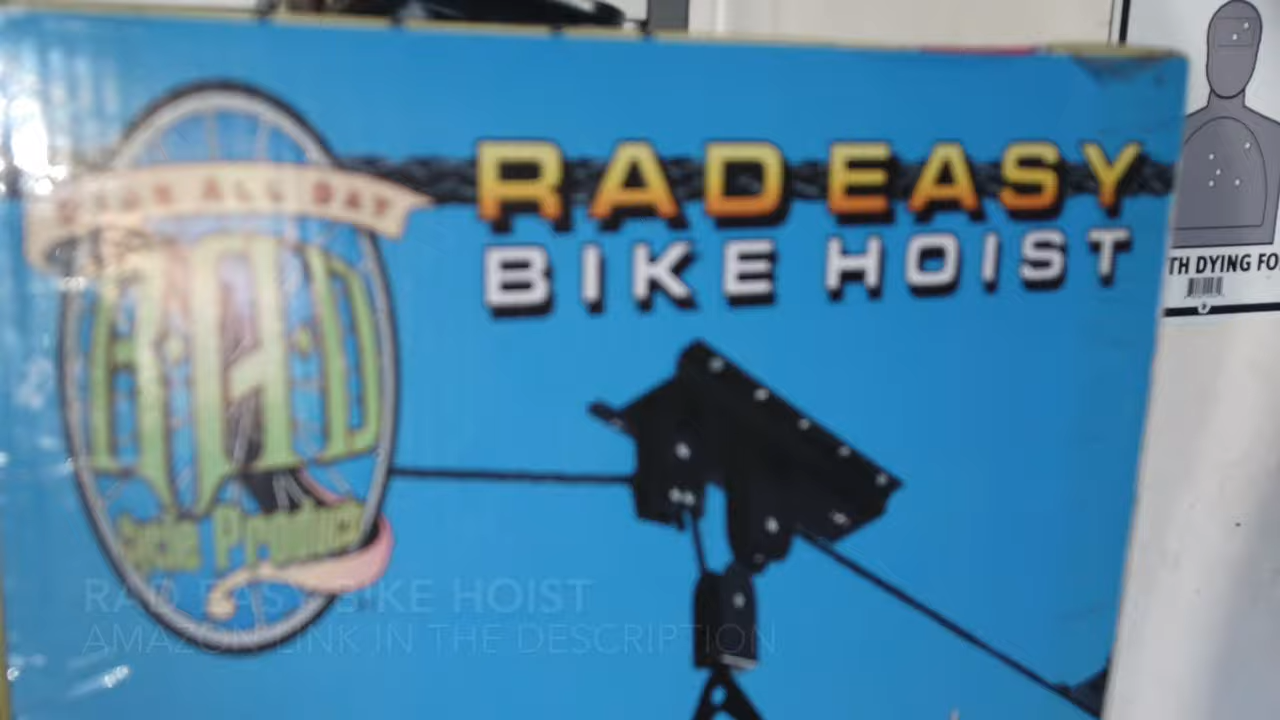 RIDE ALL DAY
R·A·D
Cycle Products
RAD EASY
BIKE HOIST
TH DYING FO
RAD EASY BIKE HOIST
AMAZON LINK IN THE DESCRIPTION